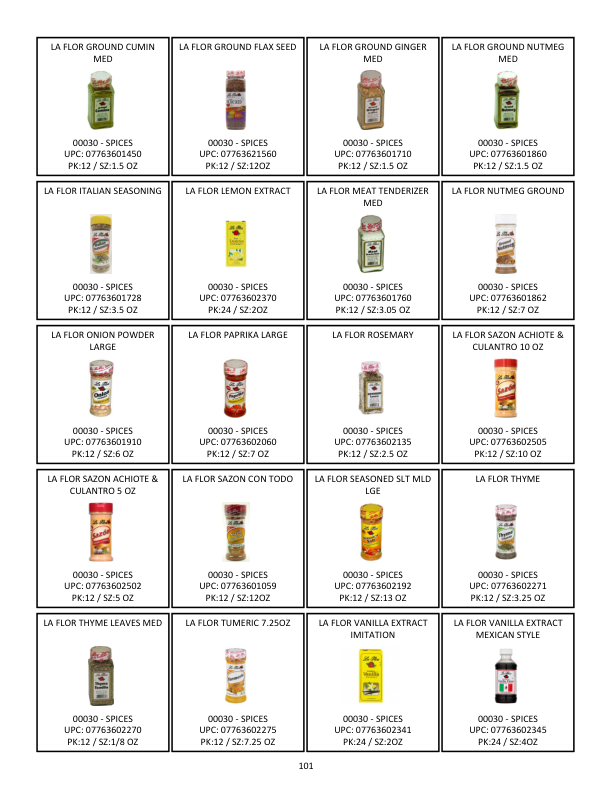 LA FLOR GROUND CUMIN
MED
00030 - SPICES
UPC: 07763601450
PK:12 / SZ:1.5 OZ
LA FLOR GROUND FLAX SEED
00030 - SPICES
UPC: 07763621560
PK:12 / SZ:12OZ
LA FLOR GROUND GINGER
MED
00030 - SPICES
UPC: 07763601710
PK:12 / SZ:1.5 OZ
LA FLOR GROUND NUTMEG
MED
00030 - SPICES
UPC: 07763601860
PK:12 / SZ:1.5 OZ
LA FLOR ITALIAN SEASONING
00030 - SPICES
UPC: 07763601728
PK:12 / SZ:3.5 OZ
LA FLOR LEMON EXTRACT
00030 - SPICES
UPC: 07763602370
PK:24 / SZ:2OZ
LA FLOR MEAT TENDERIZER
MED
00030 - SPICES
UPC: 07763601760
PK:12 / SZ:3.05 OZ
LA FLOR NUTMEG GROUND
00030 - SPICES
UPC: 07763601862
PK:12 / SZ:7 OZ
LA FLOR ONION POWDER
LARGE
00030 - SPICES
UPC: 07763601910
PK:12 / SZ:6 OZ
LA FLOR PAPRIKA LARGE
Paprika
00030 - SPICES
UPC: 07763602060
PK:12 / SZ:7 OZ
LA FLOR ROSEMARY
00030 - SPICES
UPC: 07763602135
PK:12 / SZ:2.5 OZ
LA FLOR SAZON ACHIOTE &
CULANTRO 10 OZ
Sazón
00030 - SPICES
UPC: 07763602505
PK:12 / SZ:10 OZ
LA FLOR SAZON ACHIOTE &
CULANTRO 5 OZ
Sazón
00030 - SPICES
UPC: 07763602502
PK:12 / SZ:5 OZ
LA FLOR SAZON CON TODO
00030 - SPICES
UPC: 07763601059
PK:12 / SZ:12OZ
LA FLOR SEASONED SLT MLD
LGE
00030 - SPICES
UPC: 07763602192
PK:12 / SZ:13 OZ
LA FLOR THYME
Thyme
00030 - SPICES
UPC: 07763602271
PK:12 / SZ:3.25 OZ
LA FLOR THYME LEAVES MED
00030 - SPICES
UPC: 07763602270
PK:12 / SZ:1/8 OZ
LA FLOR TUMERIC 7.25OZ
00030 - SPICES
UPC: 07763602275
PK:12 / SZ:7.25 OZ
LA FLOR VANILLA EXTRACT
IMITATION
Vanilla
00030 - SPICES
UPC: 07763602341
PK:24 / SZ:2OZ
LA FLOR VANILLA EXTRACT
MEXICAN STYLE
00030 - SPICES
UPC: 07763602345
PK:24 / SZ:4OZ
101